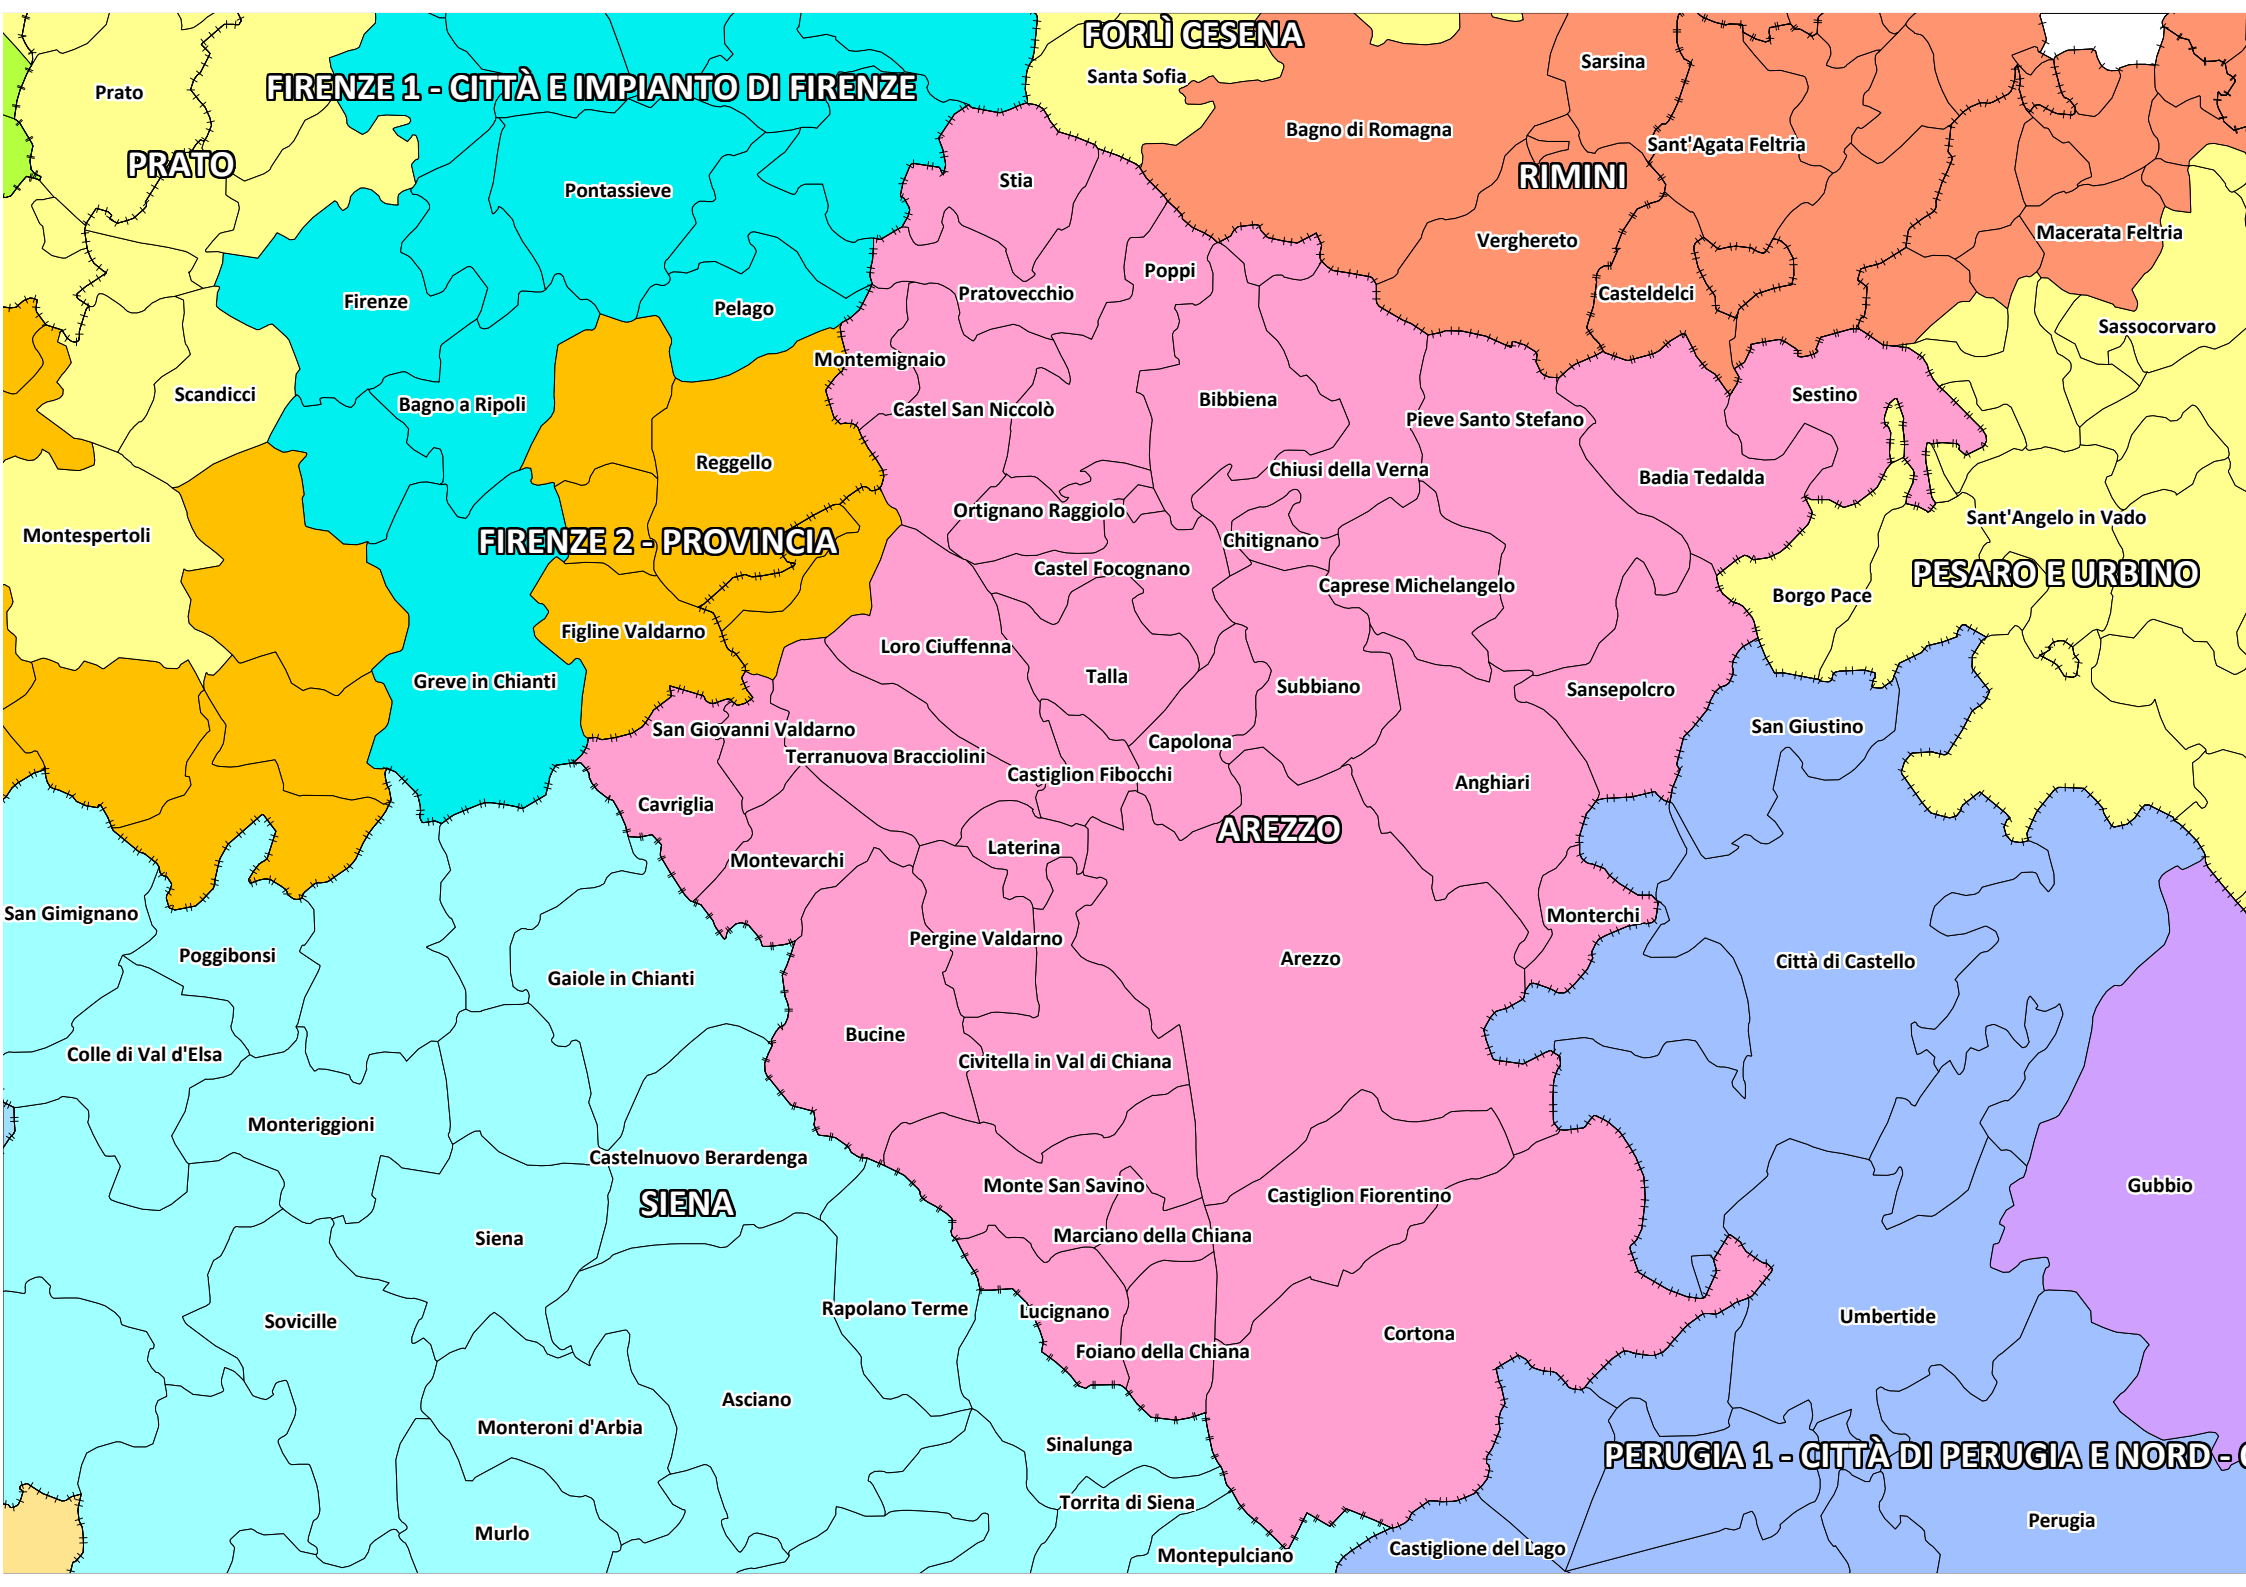 FORLÌ CESENA
Santa Sofia
Sarsina
Prato
FIRENZE 1 - CITTÀ E IMPIANTO DI FIRENZE
Bagno di Romagna
Sant'Agata Feltria
PRATO
Pontassieve
Stia
RIMINI
Macerata Feltria
Verghereto
Poppi
Firenze
Pratovecchio
Casteldelci
Pelago
Sassocorvaro
Montemignaio
Scandicci
Bagno a Ripoli
Castel San Niccolò
Bibbiena
Pieve Santo Stefano
Sestino
Reggello
Chiusi della Verna
Badia Tedalda
Ortignano Raggiolo
Sant'Angelo in Vado
Montespertoli
FIRENZE 2 - PROVINCIA
Chitignano
Castel Focognano
Caprese Michelangelo
PESARO E URBINO
Borgo Pace
Figline Valdarno
Loro Ciuffenna
Greve in Chianti
Talla
Subbiano
Sansepolcro
San Giovanni Valdarno
San Giustino
Terranuova Bracciolini
Capolona
Castiglion Fibocchi
Anghiari
Cavriglia
AREZZO
Laterina
Montevarchi
San Gimignano
Monterchi
Pergine Valdarno
Poggibonsi
Arezzo
Città di Castello
Gaiole in Chianti
Bucine
Colle di Val d'Elsa
Civitella in Val di Chiana
Monteriggioni
Castelnuovo Berardenga
Monte San Savino
Castiglion Fiorentino
Gubbio
SIENA
Siena
Marciano della Chiana
Rapolano Terme
Lucignano
Umbertide
Sovicille
Cortona
Foiano della Chiana
Asciano
Monteroni d'Arbia
Sinalunga
PERUGIA 1 - CITTÀ DI PERUGIA E NORD -
Torrita di Siena
Perugia
Murlo
Castiglione del Lago
Montepulciano